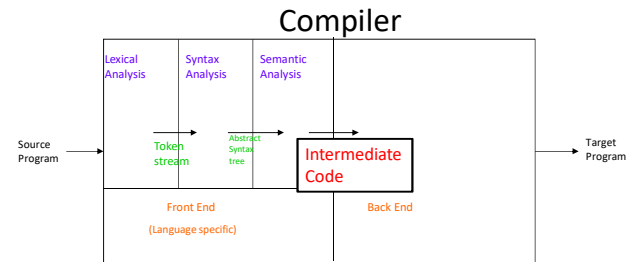 Compiler
Lexical
Analysis
Syntax
Analysis
Semantic
Analysis
Source
Program
Token
stream
Abstract
Syntax
tree
Intermediate
Code
Target
Program
Front End
(Language specific)
Back End